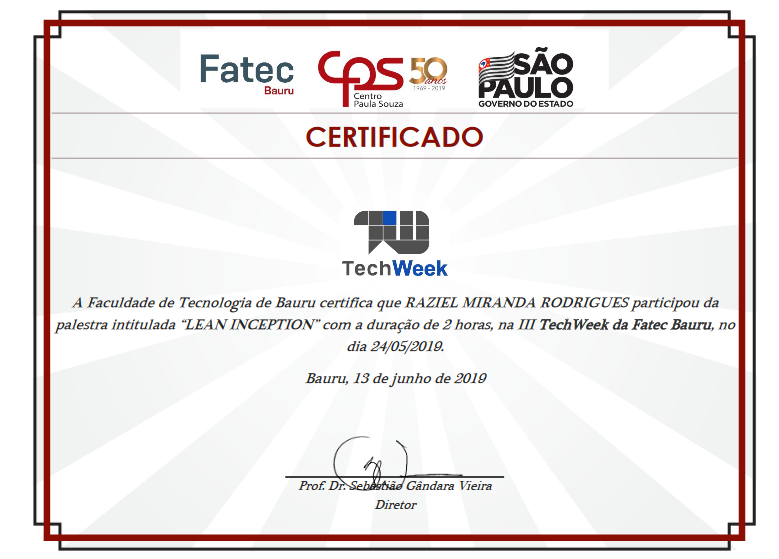 Fatec
Bauru
CPS
Centro
Paula Souza
50
anos
1969 - 2019
SÃO
PAULO
GOVERNO DO ESTADO
CERTIFICADO
TechWeek
A Faculdade de Tecnologia de Bauru certifica que RAZIEL MIRANDA RODRIGUES participou da
palestra intitulada “LEAN INCEPTION” com a duração de 2 horas, na III TechWeek da Fatec Bauru, no
dia 24/05/2019.
Bauru, 13 de junho de 2019
Prof. Dr. Sebastião Gândara Vieira
Diretor